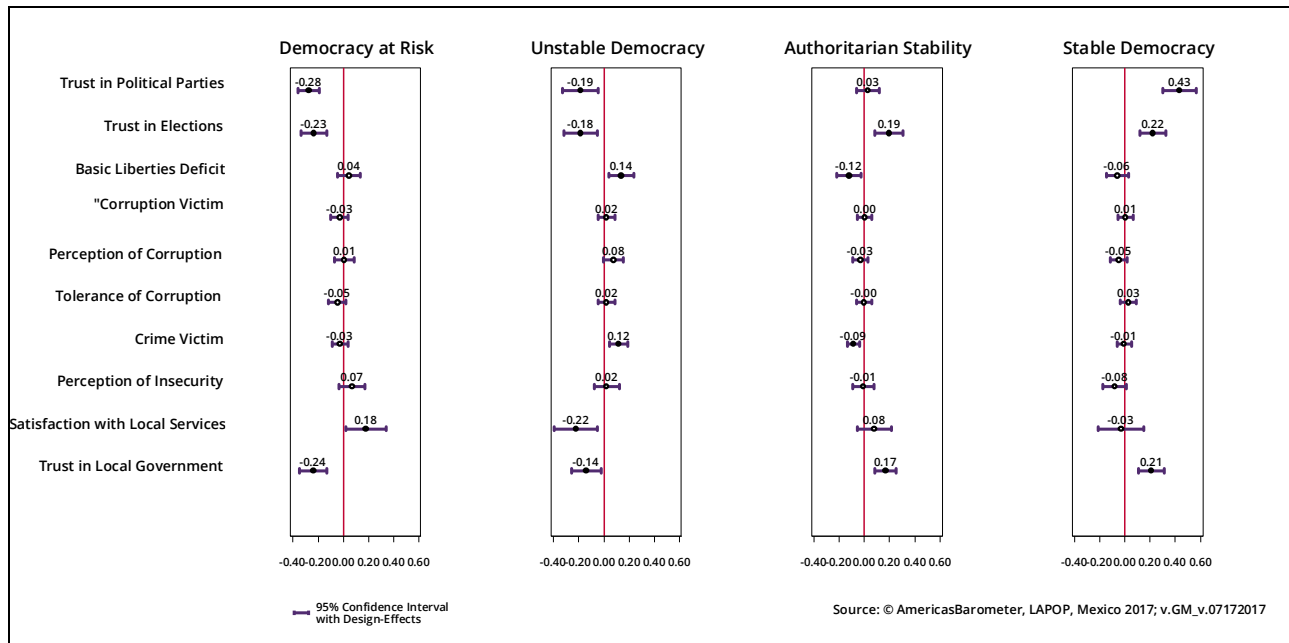 Democracy at Risk Unstable Democracy Authoritarian Stability Stable Democracy
Trust in Political Parties -0.28 -0.19 0.03 0.43
Trust in Elections -0.23 -0.18 0.19 0.22
Basic Liberties Deficit 0.04 0.14 -0.12 -0.06
"Corruption Victim -0.03 0.02 0.00 0.01
Perception of Corruption 0.01 0.08 -0.03 -0.05
Tolerance of Corruption -0.05 0.02 -0.00 0.03
Crime Victim -0.03 0.12 -0.09 -0.01
Perception of Insecurity 0.07 0.02 -0.01 -0.08
Satisfaction with Local Services 0.18 -0.22 0.08 -0.03
Trust in Local Government -0.24 -0.14 0.17 0.21
-0.40 -0.20 0.00 0.20 0.40 0.60 -0.40 -0.20 0.00 0.20 0.40 0.60 -0.40 -0.20 0.00 0.20 0.40 0.60 -0.40 -0.20 0.00 0.20 0.40 0.60
95% Confidence Interval
with Design-Effects
Source: © AmericasBarometer, LAPOP, Mexico 2017; v.GM_v.07172017